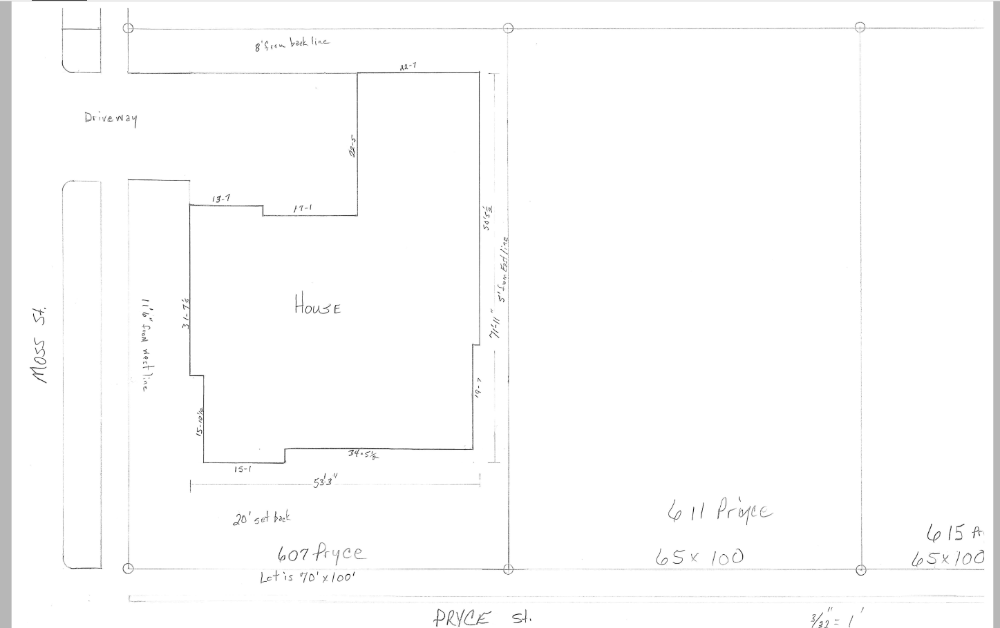 8' from back line
22-7
Driveway
22-5
13-7
17-1
50'5½
5' from East line
71'-11"
House
31-7½
11'6" from west line
Moss St.
19-7
15-10½
34-5½
15-1
53'3"
20' set back
607 Pryce
Lot is 70' x 100'
611 Pryce
65 x 100
615 Pr
65 x 100
PRYCE St.
3/32" = 1'